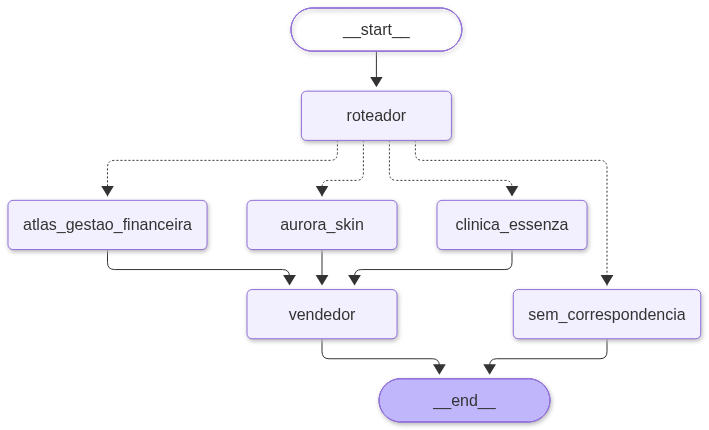 __start__
roteador
atlas_gestao_financeira
aurora_skin
clinica_essenza
vendedor
sem_correspondencia
__end__